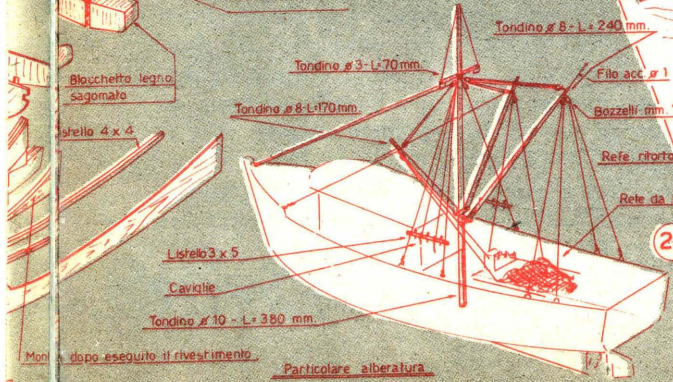 Tondino ø 8 - L= 240 mm.
Tondino ø 3 - L= 70 mm.
Filo acc. ø 1
Blocchetto legno
sagomato
Tondino ø 8 - L= 170 mm.
Bozzelli mm.
stello 4 x 4
Refe ritorto
Rete da
2
Listello 3 x 5
Caviglie
Tondino ø 10 - L= 380 mm.
dopo eseguito il rivestimento
Particolare alberatura